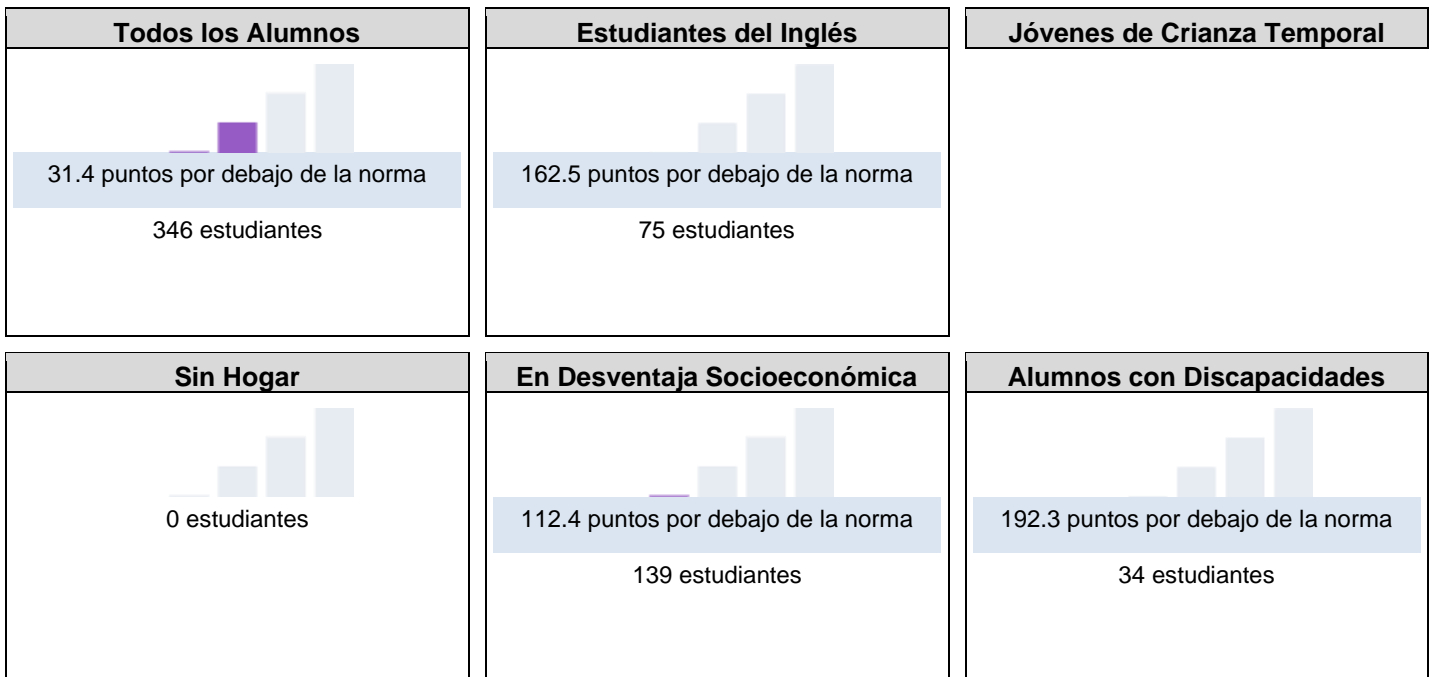 Todos los Alumnos
31.4 puntos por debajo de la norma
346 estudiantes
Estudiantes del Inglés
162.5 puntos por debajo de la norma
75 estudiantes
Jóvenes de Crianza Temporal
Sin Hogar
0 estudiantes
En Desventaja Socioeconómica
112.4 puntos por debajo de la norma
139 estudiantes
Alumnos con Discapacidades
192.3 puntos por debajo de la norma
34 estudiantes